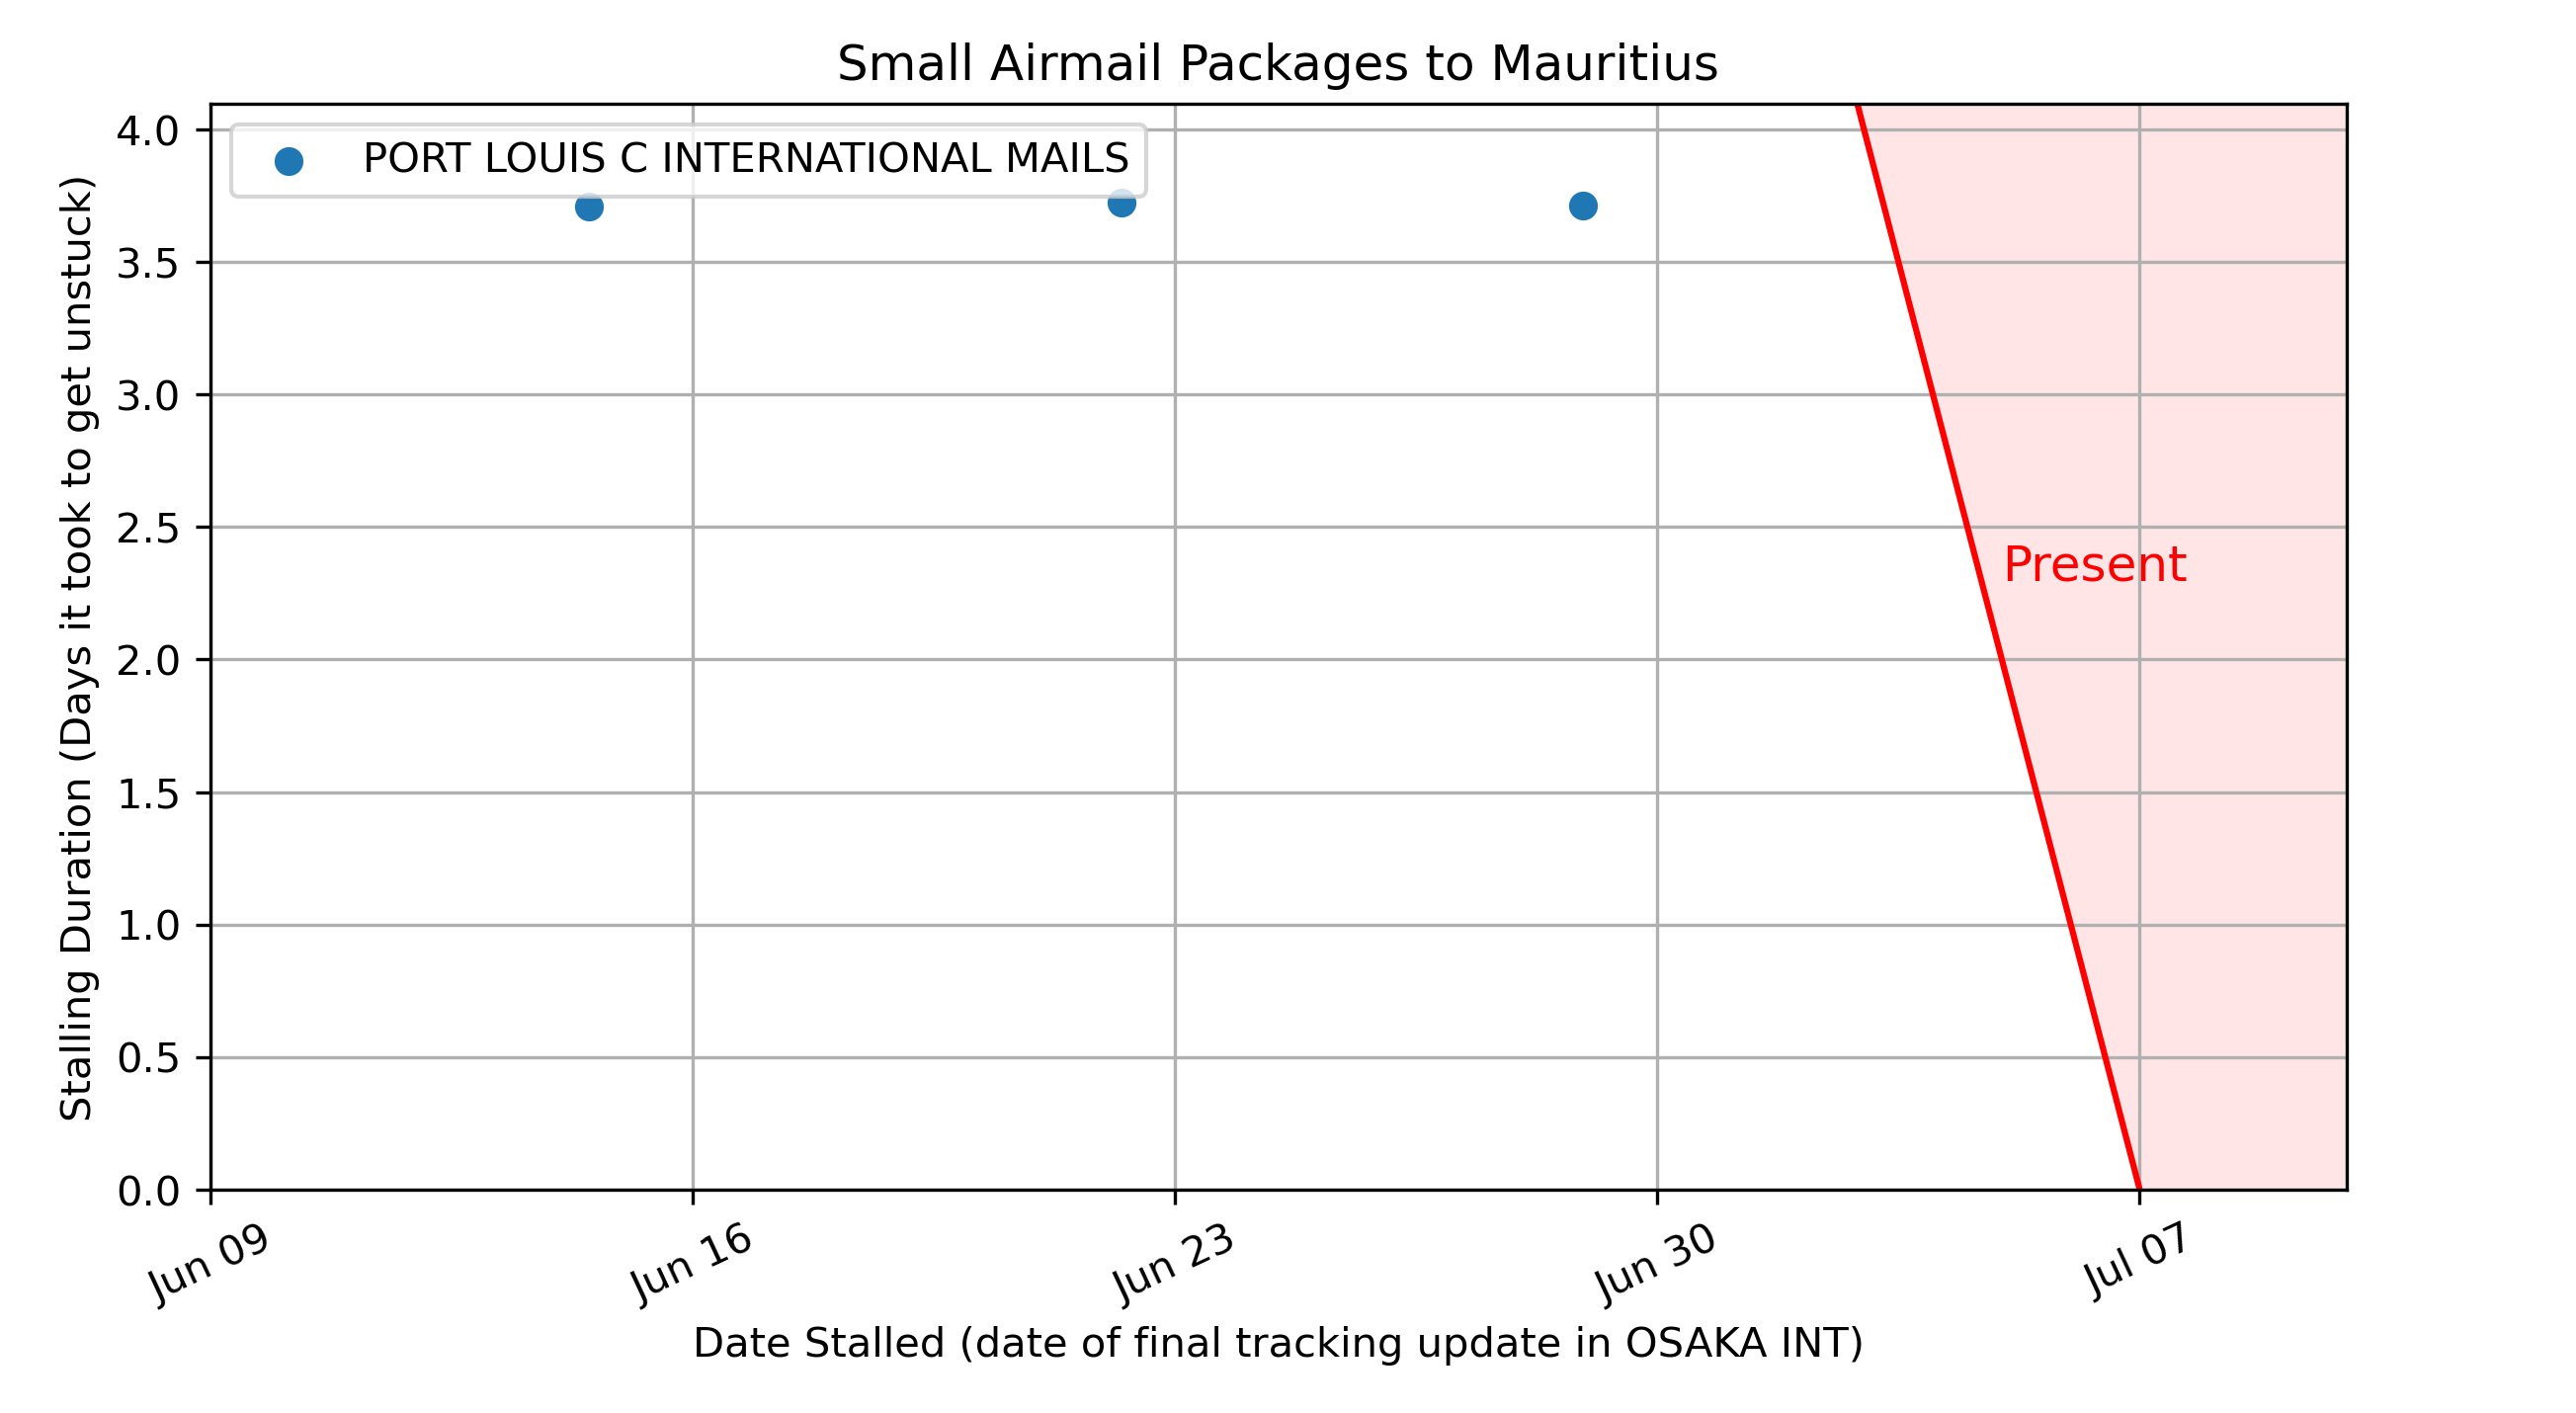 Small Airmail Packages to Mauritius
PORT LOUIS C INTERNATIONAL MAILS
Stalling Duration (Days it took to get unstuck)
4.0
3.5
3.0
2.5
2.0
1.5
1.0
0.5
0.0
Present
Jun 09
Jun 16
Jun 23
Jun 30
Jul 07
Date Stalled (date of final tracking update in OSAKA INT)